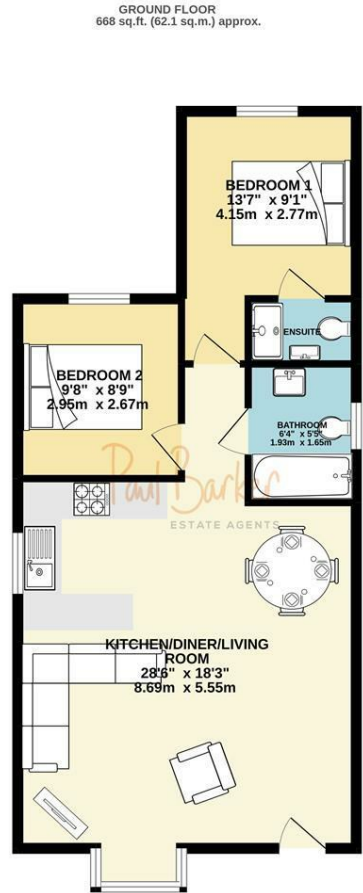 GROUND FLOOR
668 sq.ft. (62.1 sq.m.) approx.
BEDROOM 1
13'7" x 9'1"
4.15m x 2.77m
ENSUITE
BEDROOM 2
9'8" x 8'9"
2.95m x 2.67m
BATHROOM
6'4" x 5'5"
1.93m x 1.65m
Paul Barker
ESTATE AGENTS
KITCHEN/DINER/LIVING
ROOM
28'6" x 18'3"
8.69m x 5.55m